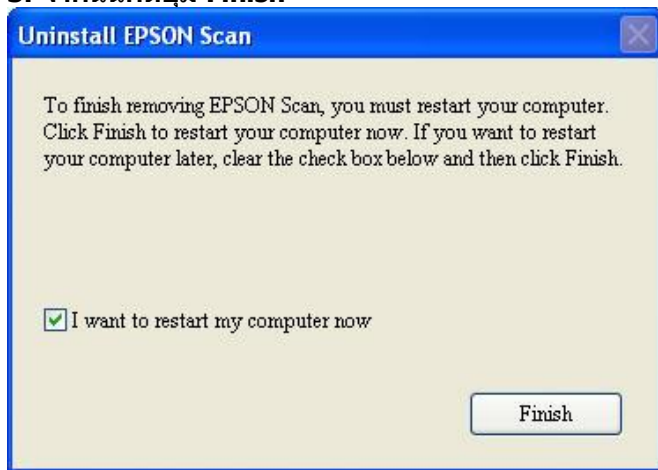 Finish
Uninstall EPSON Scan
To finish removing EPSON Scan, you must restart your computer.
Click Finish to restart your computer now. If you want to restart
your computer later, clear the check box below and then click Finish.
I want to restart my computer now
Finish